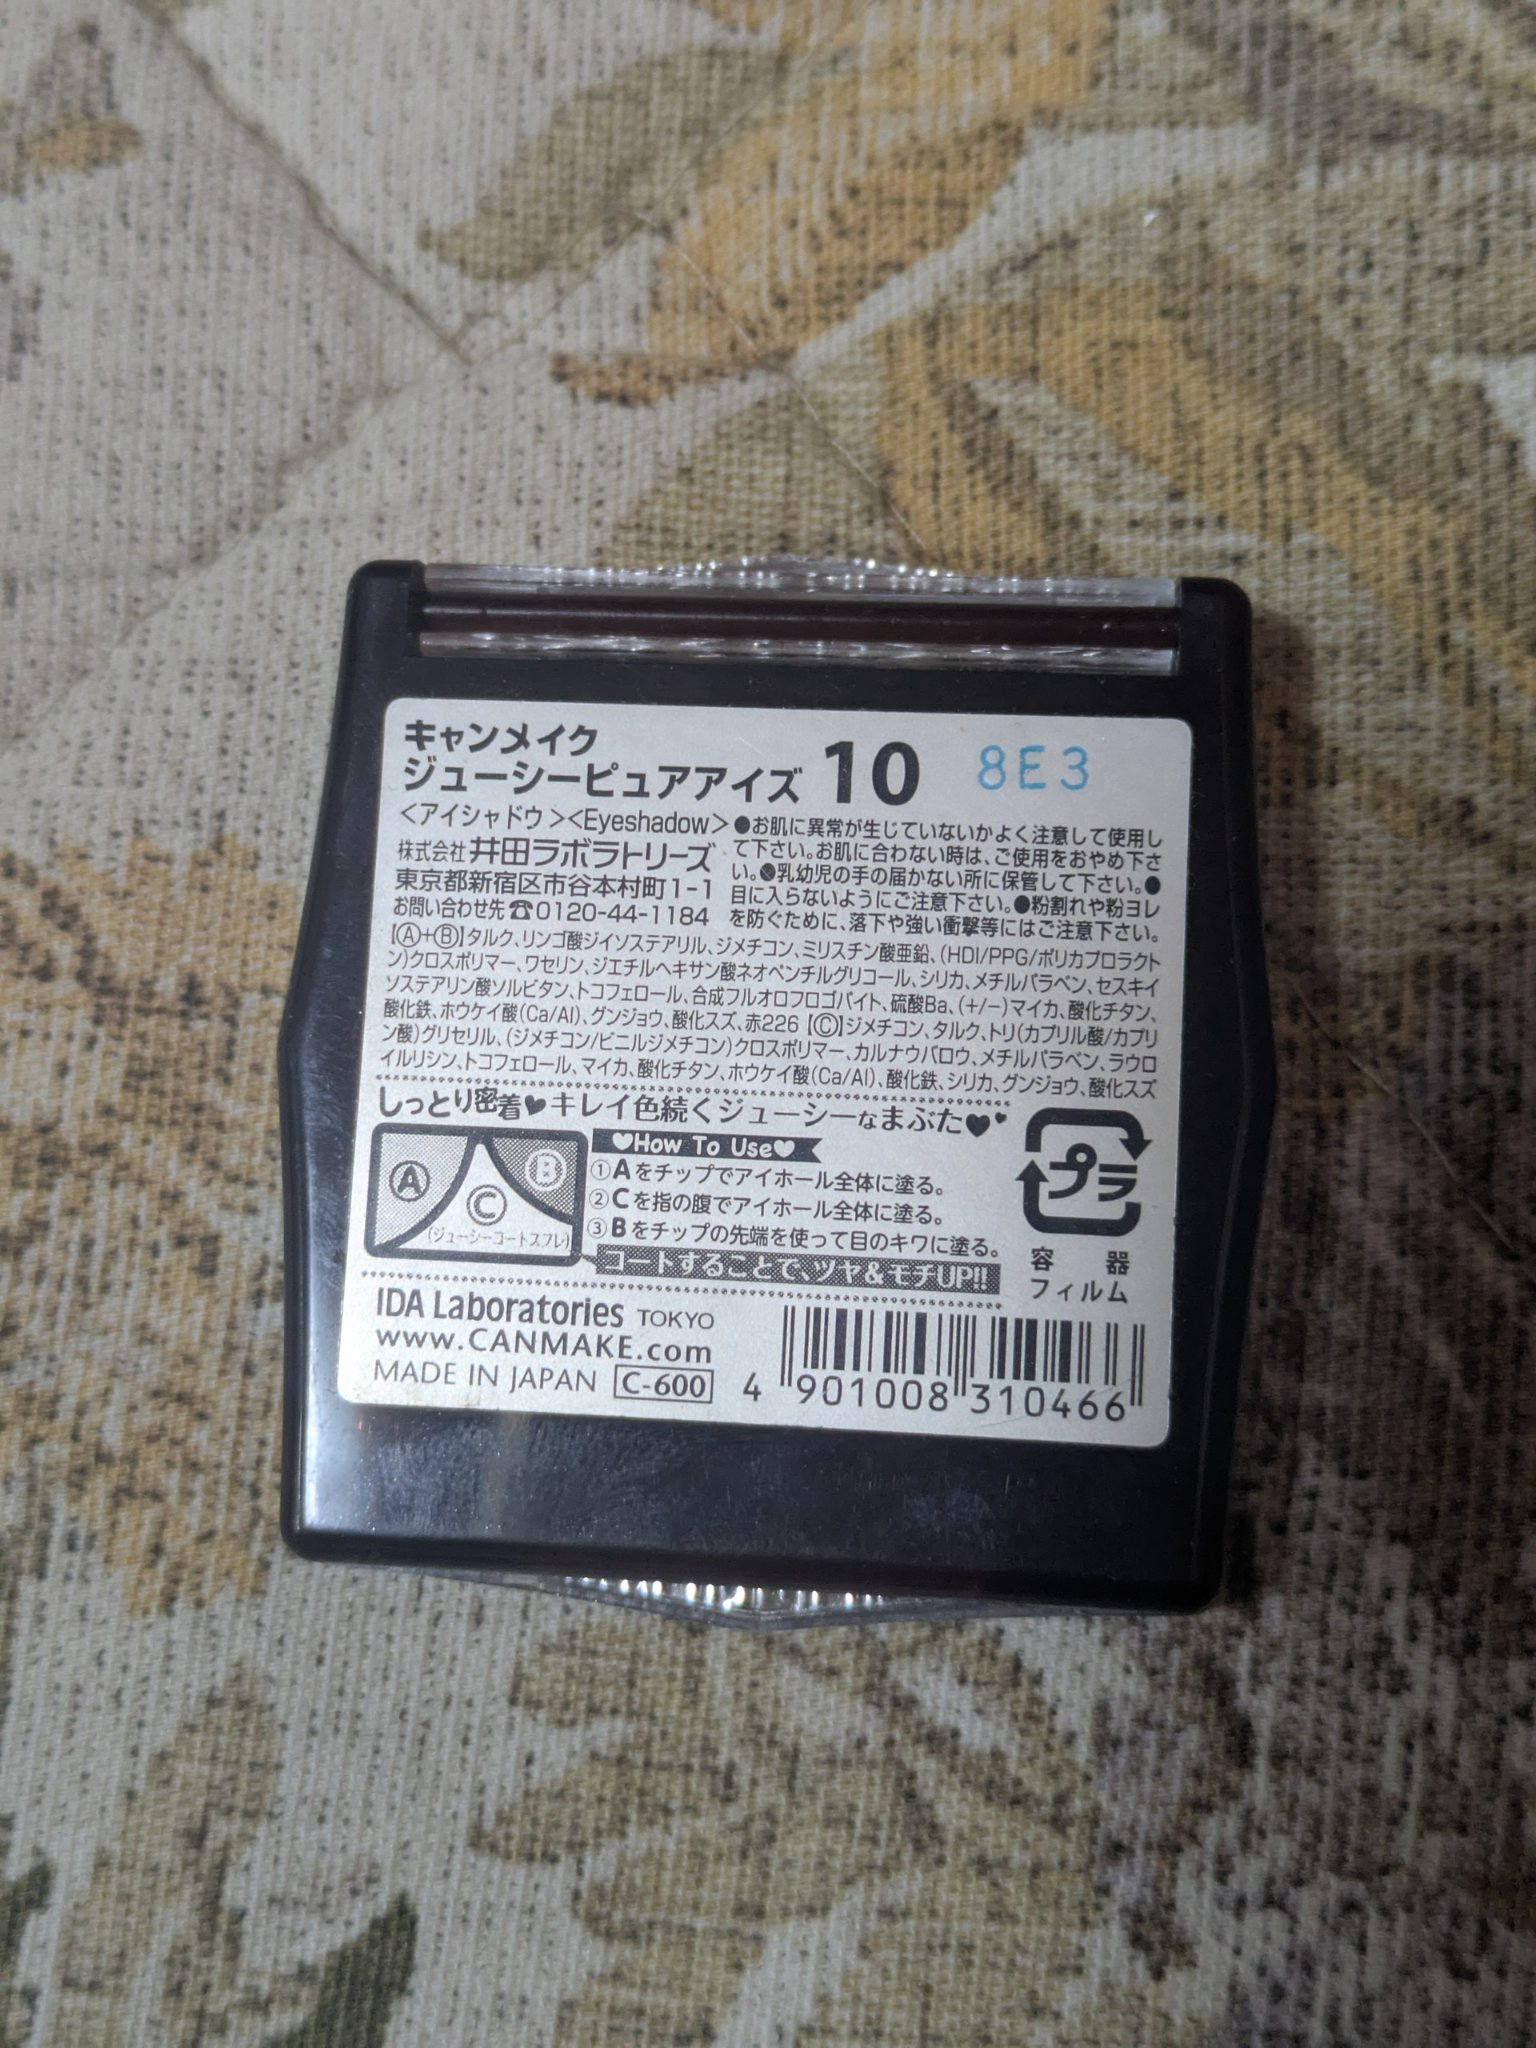 キャンメイク
ジューシーピュアアイズ 10 8E3
<アイシャドウ><Eyeshadow>
株式会社 井田ラボラトリーズ
東京都新宿区市谷本村町1-1
お問い合わせ先☎0120-44-1184
●お肌に異常が生じていないかよく注意して使用し
て下さい。お肌に合わない時は、ご使用をおやめ下さ
い。●乳幼児の手の届かない所に保管して下さい。●
目に入らないようにご注意下さい。●粉割れや粉ヨレ
を防ぐために、落下や強い衝撃等にはご注意下さい。
【Ⓐ+Ⓑ】タルク、リンゴ酸ジイソステアリル、ジメチコン、ミリスチン酸亜鉛、(HDI/PPG/ポリカプロラクト
ン)クロスポリマー、ワセリン、ジエチルヘキサン酸ネオペンチルグリコール、シリカ、メチルパラベン、セスキイ
ソステアリン酸ソルビタン、トコフェロール、合成フルオロフロゴパイト、硫酸Ba、(+/-)マイカ、酸化チタン、
酸化鉄、ホウケイ酸(Ca/Al)、グンジョウ、酸化スズ、赤226【Ⓒ】ジメチコン、タルク、トリ(カプリル酸/カプリ
ン酸)グリセリル、(ジメチコン/ビニルジメチコン)クロスポリマー、カルナウバロウ、メチルパラベン、ラウロ
イルリシン、トコフェロール、マイカ、酸化チタン、ホウケイ酸(Ca/Al)、酸化鉄、シリカ、グンジョウ、酸化スズ
しっとり密着♥キレイ色続くジューシーなまぶた♥♥
Ⓐ Ⓑ
Ⓒ
(ジューシーコートスフレ)
♥How To Use♥
①Aをチップでアイホール全体に塗る。
②Cを指の腹でアイホール全体に塗る。
③Bをチップの先端を使って目のキワに塗る。
コートすることで、ツヤ&モチUP!!
プラ
容器
フィルム
IDA Laboratories TOKYO
www.CANMAKE.com
MADE IN JAPAN C-600
4 901008 310466